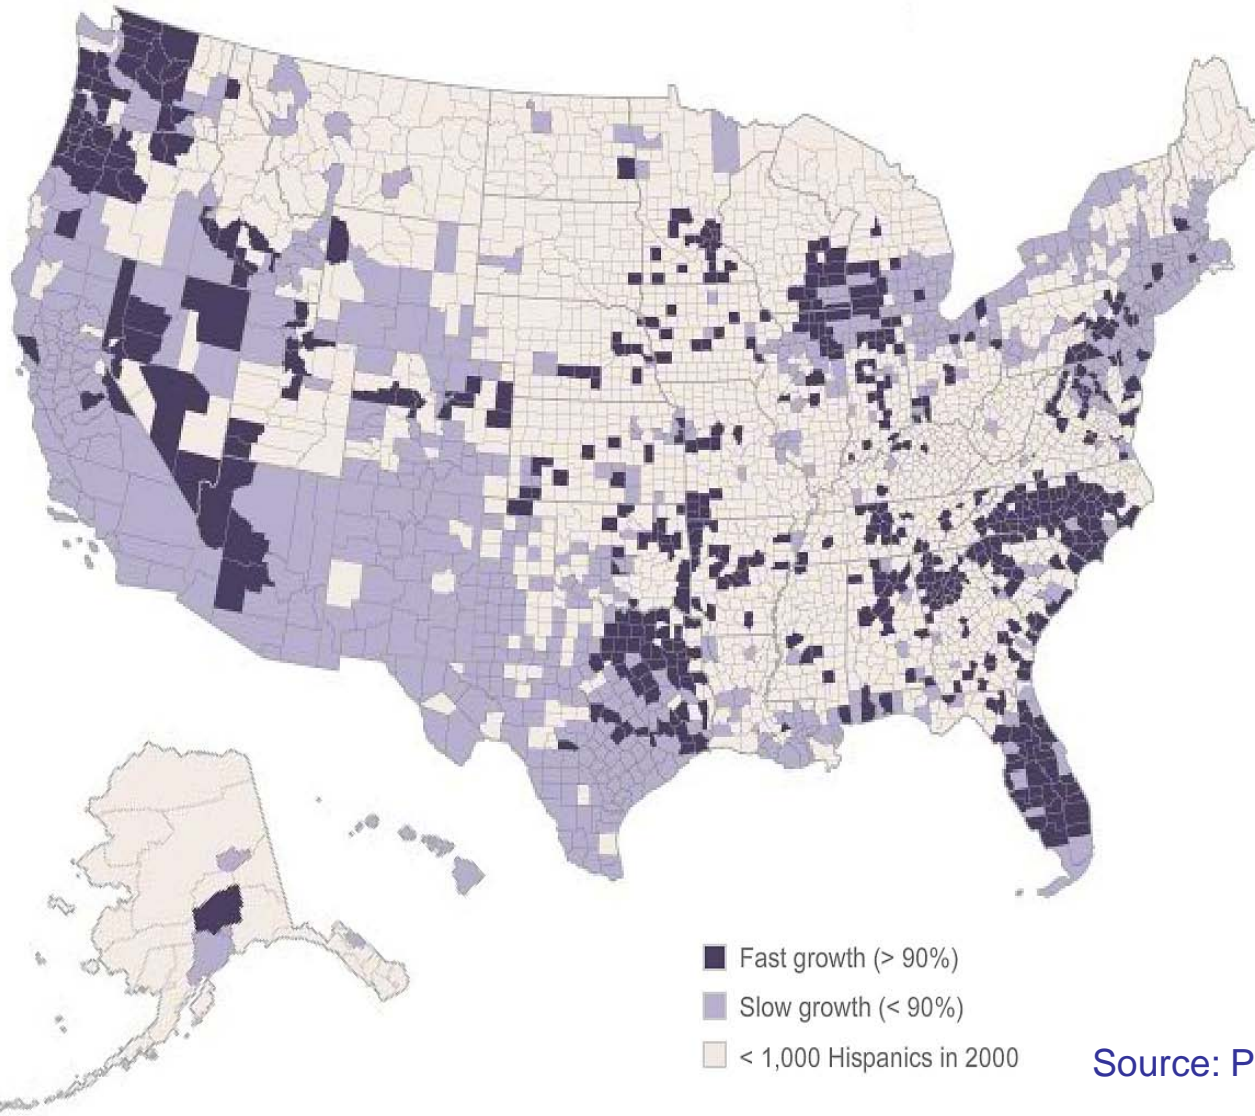 Fast growth (> 90%)
Slow growth (< 90%)
< 1,000 Hispanics in 2000
Source: P